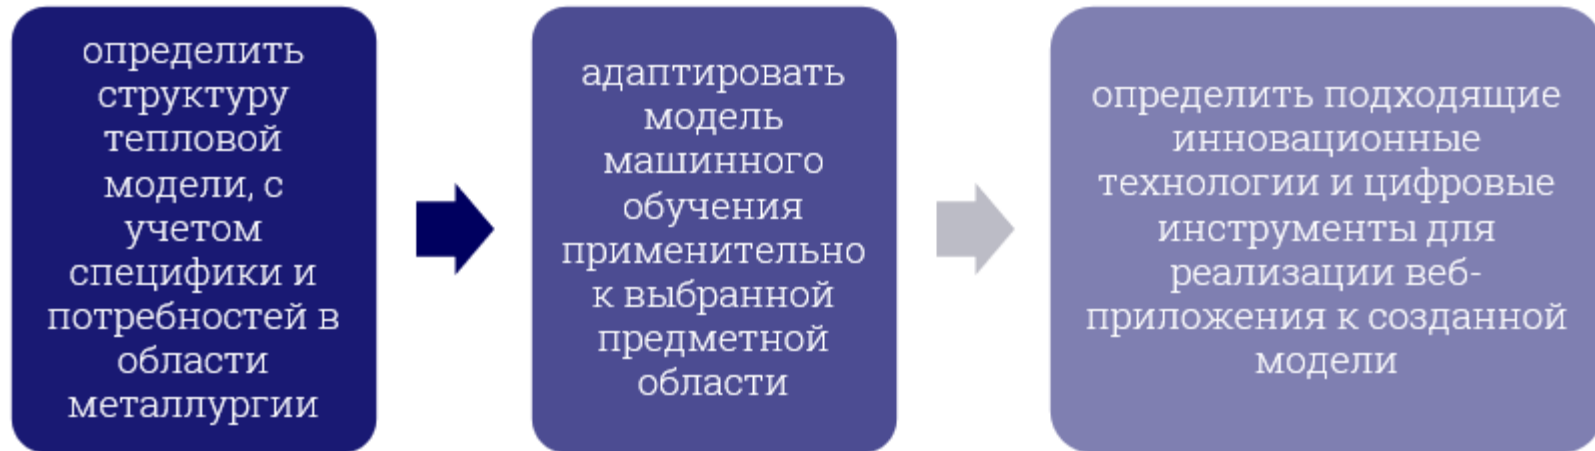 определить
структуру
тепловой
модели, с
учетом
специфики и
потребностей в
области
металлургии
адаптировать
модель
машинного
обучения
применительно
к выбранной
предметной
области
определить подходящие
инновационные
технологии и цифровые
инструменты для
реализации веб-
приложения к созданной
модели